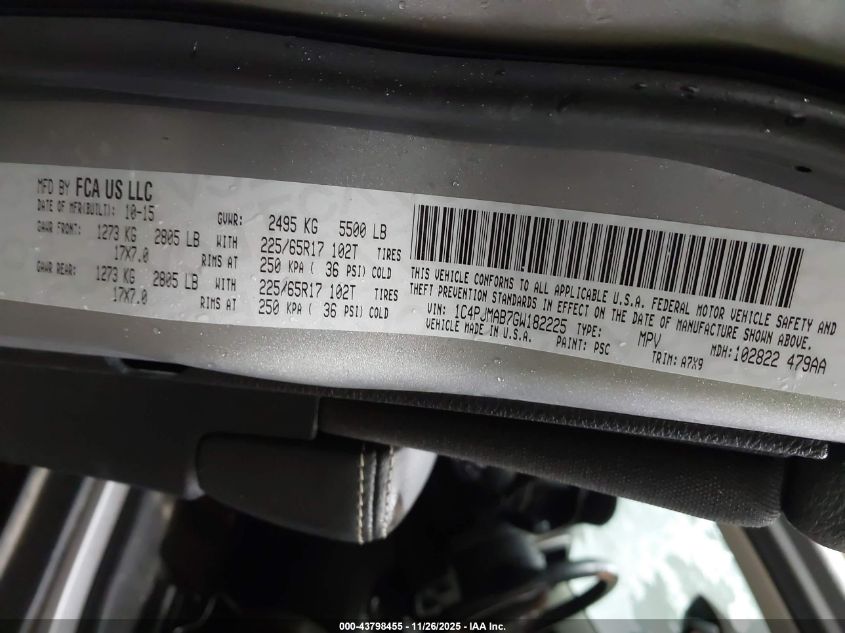 MFD BY FCA US LLC
DATE OF MFR(BUILT): 10-15 GVWR: 2495 KG 5500 LB
GAWR FRONT: 1273 KG 2805 LB WITH 225/65R17 102T TIRES
17X7.0 RIMS AT 250 KPA ( 36 PSI) COLD
GAWR REAR: 1273 KG 2805 LB WITH 225/65R17 102T TIRES
17X7.0 RIMS AT 250 KPA ( 36 PSI) COLD
THIS VEHICLE CONFORMS TO ALL APPLICABLE U.S.A. FEDERAL MOTOR VEHICLE SAFETY AND
THEFT PREVENTION STANDARDS IN EFFECT ON THE DATE OF MANUFACTURE SHOWN ABOVE.
VIN: 1C4PJMAB7GW182225 TYPE: MPV MDH:102822 479AA
VEHICLE MADE IN U.S.A. PAINT: PSC TRIM: A7X9
000-43798455 - 11/26/2025 - IAA Inc.